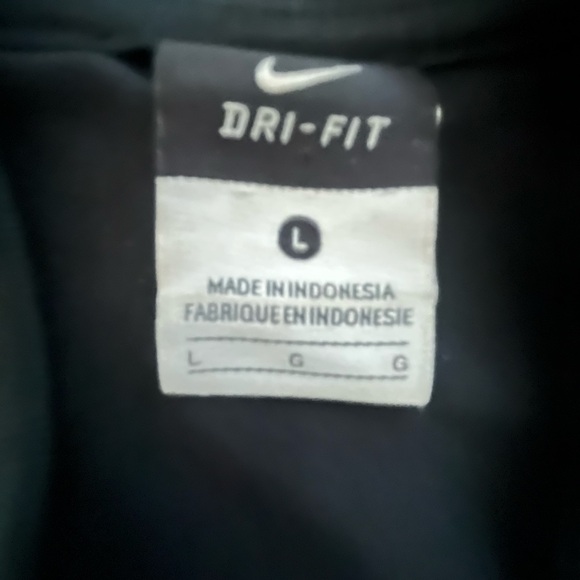 DRI-FIT
L
MADE IN INDONESIA
FABRIQUE EN INDONESIE
L G G